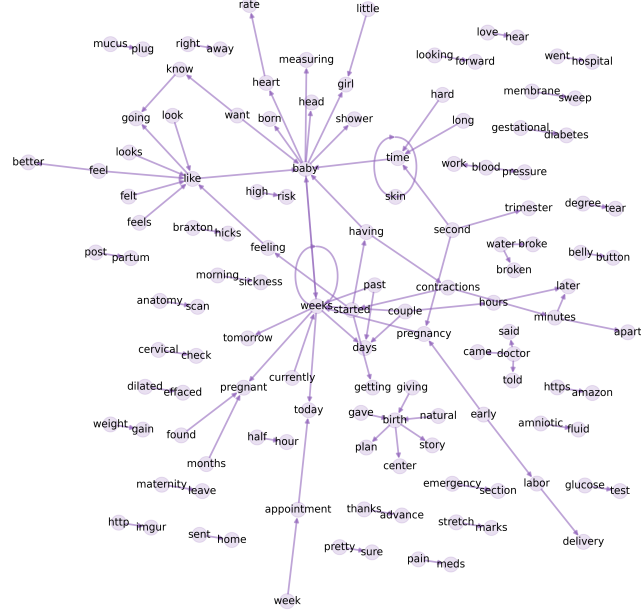 rate
little
love
hear
mucus
plug
right
away
looking
forward
went
hospital
measuring
know
heart
girl
membrane
sweep
hard
head
going
look
want
born
shower
long
gestational
diabetes
looks
better
feel
like
baby
time
work
blood
pressure
felt
high
risk
skin
feels
braxton
hicks
trimester
degree
tear
second
having
feeling
water
broke
broken
belly
button
post
partum
morning
sickness
past
contractions
later
anatomy
scan
weeks
started
couple
hours
minutes
tomorrow
pregnancy
said
apart
cervical
check
days
came
doctor
told
dilated
effaced
pregnant
currently
getting
giving
https
amazon
today
gave
birth
natural
early
weight
gain
found
half
hour
plan
story
amniotic
fluid
months
center
maternity
leave
emergency
section
labor
glucose
test
http
imgur
appointment
thanks
advance
stretch
marks
sent
home
pretty
sure
delivery
pain
meds
week